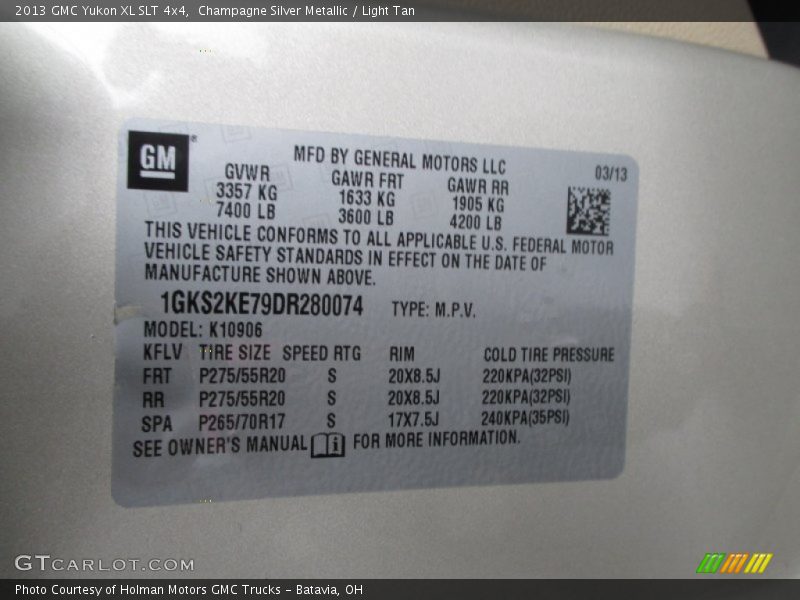 2013 GMC Yukon XL SLT 4x4,  Champagne Silver Metallic / Light Tan
GM®
MFD BY GENERAL MOTORS LLC
03/13
GVWR GAWR FRT GAWR RR
3357 KG 1633 KG 1905 KG
7400 LB 3600 LB 4200 LB
THIS VEHICLE CONFORMS TO ALL APPLICABLE U.S. FEDERAL MOTOR
VEHICLE SAFETY STANDARDS IN EFFECT ON THE DATE OF
MANUFACTURE SHOWN ABOVE.
1GKS2KE79DR280074 TYPE: M.P.V.
MODEL: K10906
KFLV TIRE SIZE SPEED RTG RIM COLD TIRE PRESSURE
FRT P275/55R20 S 20X8.5J 220KPA(32PSI)
RR P275/55R20 S 20X8.5J 220KPA(32PSI)
SPA P265/70R17 S 17X7.5J 240KPA(35PSI)
SEE OWNER'S MANUAL i FOR MORE INFORMATION.
GTCARLOT.COM
Photo Courtesy of Holman Motors GMC Trucks - Batavia, OH